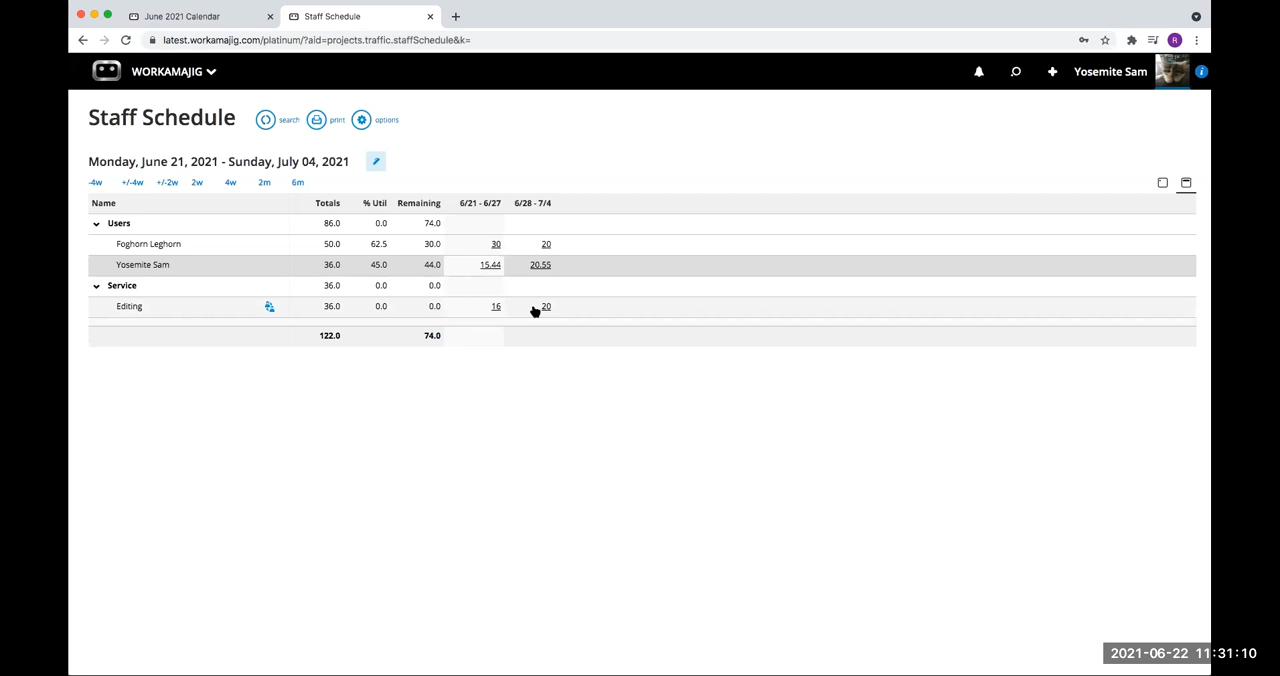 June 2021 Calendar
Staff Schedule
latest.workamajig.com/platinum/?aid=projects.traffic.staffSchedule&k=
R
WORKAMAJIG
Yosemite Sam
i
Staff Schedule search print options
Monday, June 21, 2021 - Sunday, July 04, 2021
-4w +/-4w +/-2w 2w 4w 2m 6m
Name Totals % Util Remaining 6/21 - 6/27 6/28 - 7/4
Users 86.0 0.0 74.0
Foghorn Leghorn 50.0 62.5 30.0 30 20
Yosemite Sam 36.0 45.0 44.0 15.44 20.55
Service 36.0 0.0 0.0
Editing 36.0 0.0 0.0 16 20
122.0 74.0
2021-06-22 11:31:10